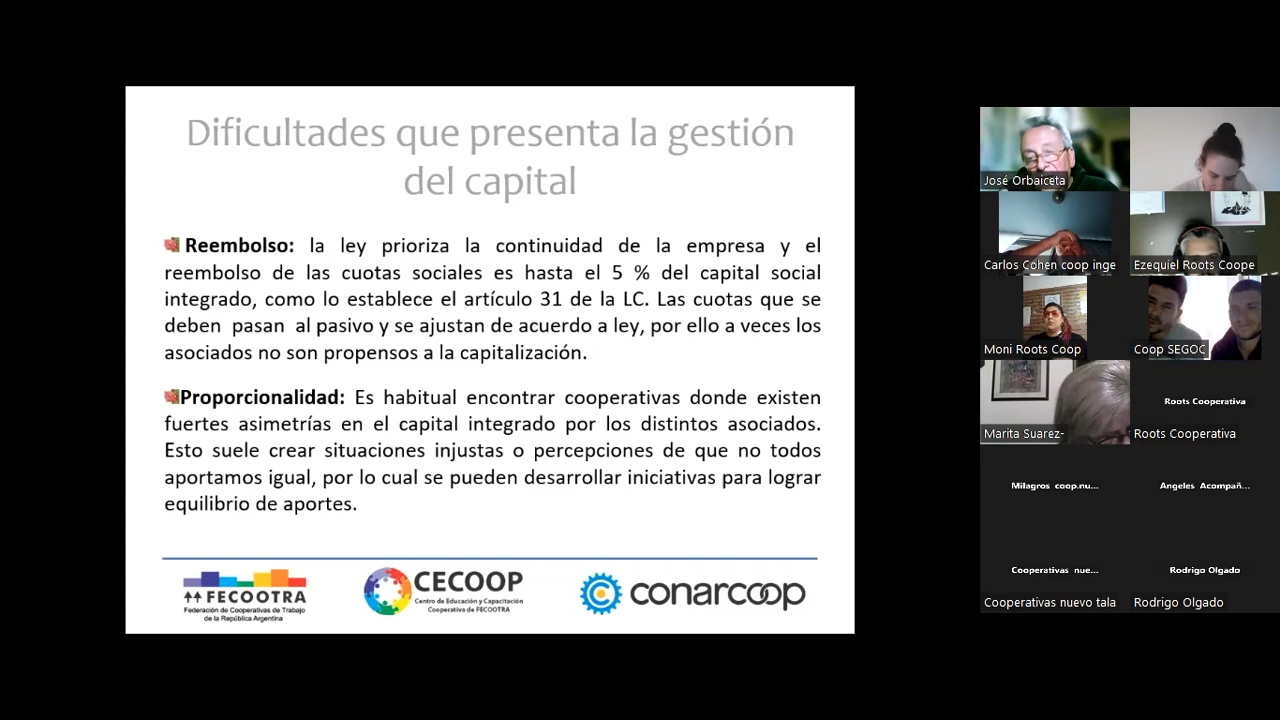 Dificultades que presenta la gestión
del capital
Reembolso: la ley prioriza la continuidad de la empresa y el
reembolso de las cuotas sociales es hasta el 5 % del capital social
integrado, como lo establece el artículo 31 de la LC. Las cuotas que se
deben pasan al pasivo y se ajustan de acuerdo a ley, por ello a veces los
asociados no son propensos a la capitalización.
Proporcionalidad: Es habitual encontrar cooperativas donde existen
fuertes asimetrías en el capital integrado por los distintos asociados.
Esto suele crear situaciones injustas o percepciones de que no todos
aportamos igual, por lo cual se pueden desarrollar iniciativas para lograr
equilibrio de aportes.
FECOOTRA
Federación de Cooperativas de Trabajo
de la República Argentina
CECOOP
Centro de Educación y Capacitación
Cooperativa de FECOOTRA
conarcoop
José Orbaiceta
Carlos Cohen coop inge
Ezequiel Roots Coope
Moni Roots Coop
Coop SEGOC
Marita Suarez-
Roots Cooperativa
Roots Cooperativa
Milagros coop.nu...
Angeles Acompañ...
Cooperativas nue...
Rodrigo Olgado
Cooperativas nuevo tala
Rodrigo Olgado